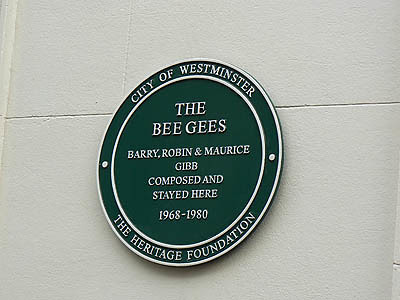 CITY OF WESTMINSTER
THE
BEE GEES
BARRY, ROBIN & MAURICE
GIBB
COMPOSED AND
STAYED HERE
1968-1980
THE HERITAGE FOUNDATION